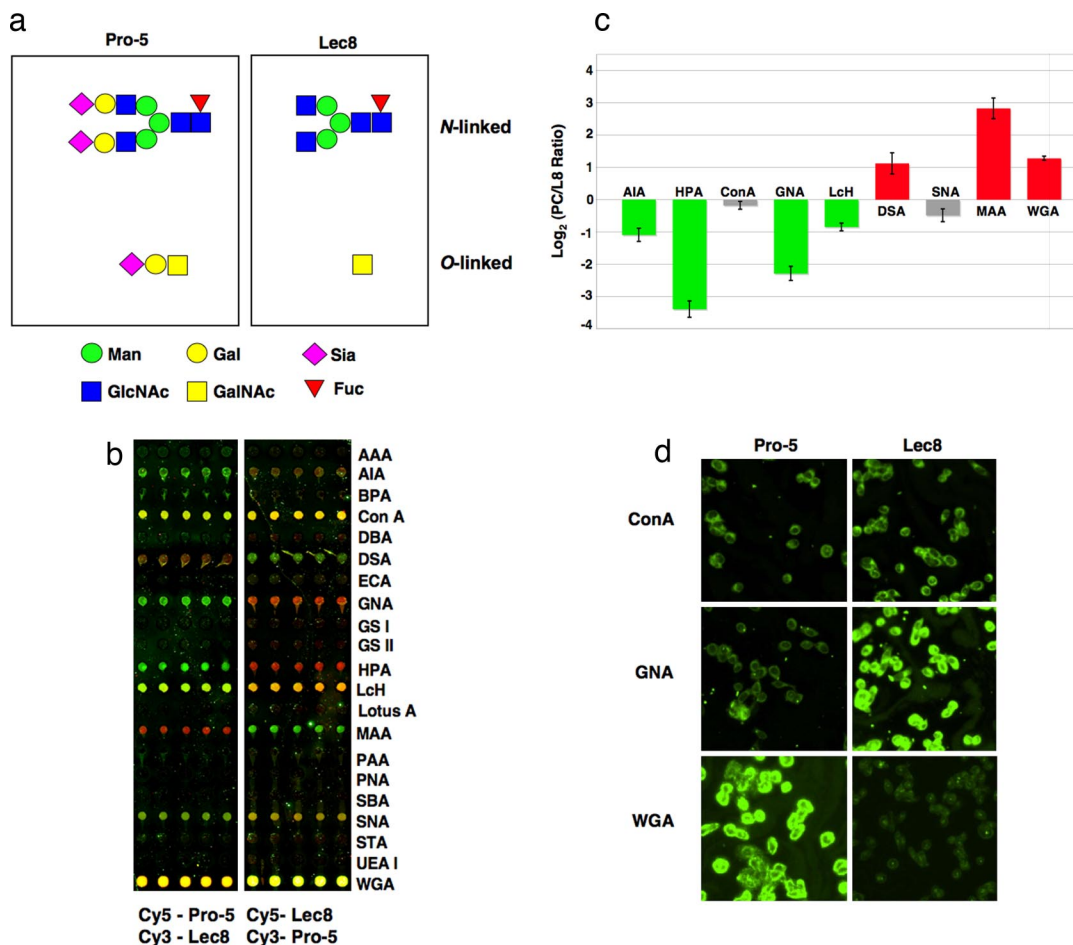 a
Pro-5 Lec8
N-linked
O-linked
Man Gal Sia
GlcNAc GalNAc Fuc
b
AAA
AIA
BPA
Con A
DBA
DSA
ECA
GNA
GS I
GS II
HPA
LcH
Lotus A
MAA
PAA
PNA
SBA
SNA
STA
UEA I
WGA
Cy5 - Pro-5 Cy5- Lec8
Cy3 - Lec8 Cy3- Pro-5
c
Log2 (PC/L8 Ratio)
4
3
2
1
0
-1
-2
-3
-4
AIA HPA ConA GNA LcH SNA
DSA MAA WGA
d
Pro-5 Lec8
ConA
GNA
WGA